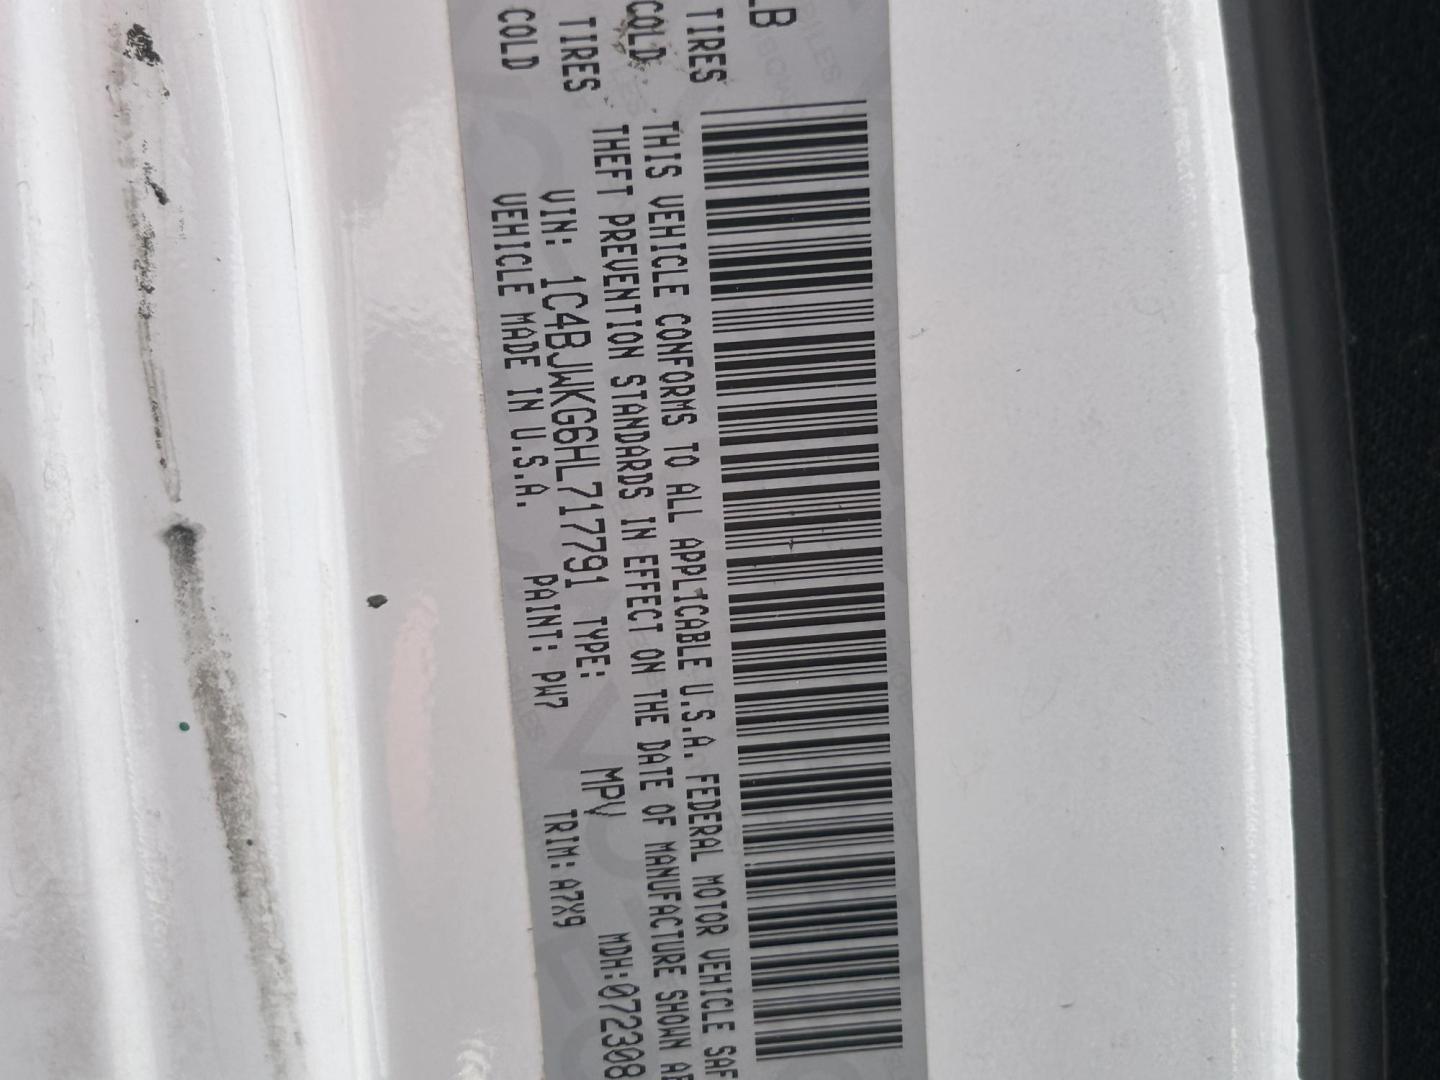 LB
TIRES
COLD
TIRES
COLD
THIS VEHICLE CONFORMS TO ALL APPLICABLE U.S.A. FEDERAL MOTOR VEHICLE SAF
THEFT PREVENTION STANDARDS IN EFFECT ON THE DATE OF MANUFACTURE SHOWN AB
VIN: 1C4BJWKG6HL717791 TYPE: MPV MDH:072308
VEHICLE MADE IN U.S.A. PAINT: PW7 TRIM:A7X9